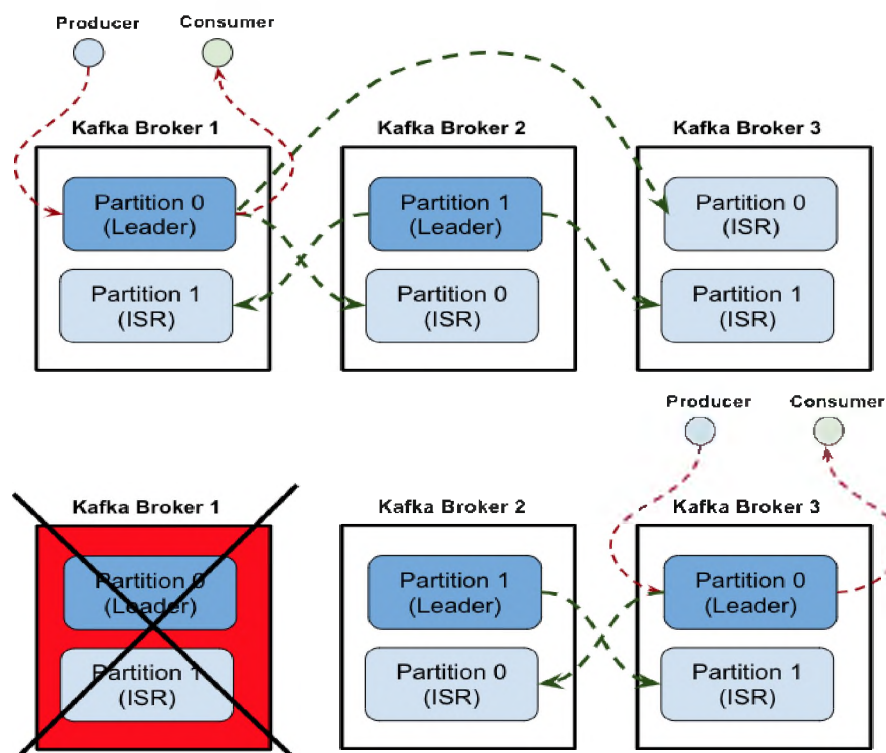 Producer
Consumer
Kafka Broker 1
Kafka Broker 2
Kafka Broker 3
Partition 0
(Leader)
Partition 1
(Leader)
Partition 0
(ISR)
Partition 1
(ISR)
Partition 0
(ISR)
Partition 1
(ISR)
Producer
Consumer
Kafka Broker 1
Kafka Broker 2
Kafka Broker 3
Partition 0
(Leader)
Partition 1
(Leader)
Partition 0
(Leader)
Partition 1
(ISR)
Partition 0
(ISR)
Partition 1
(ISR)